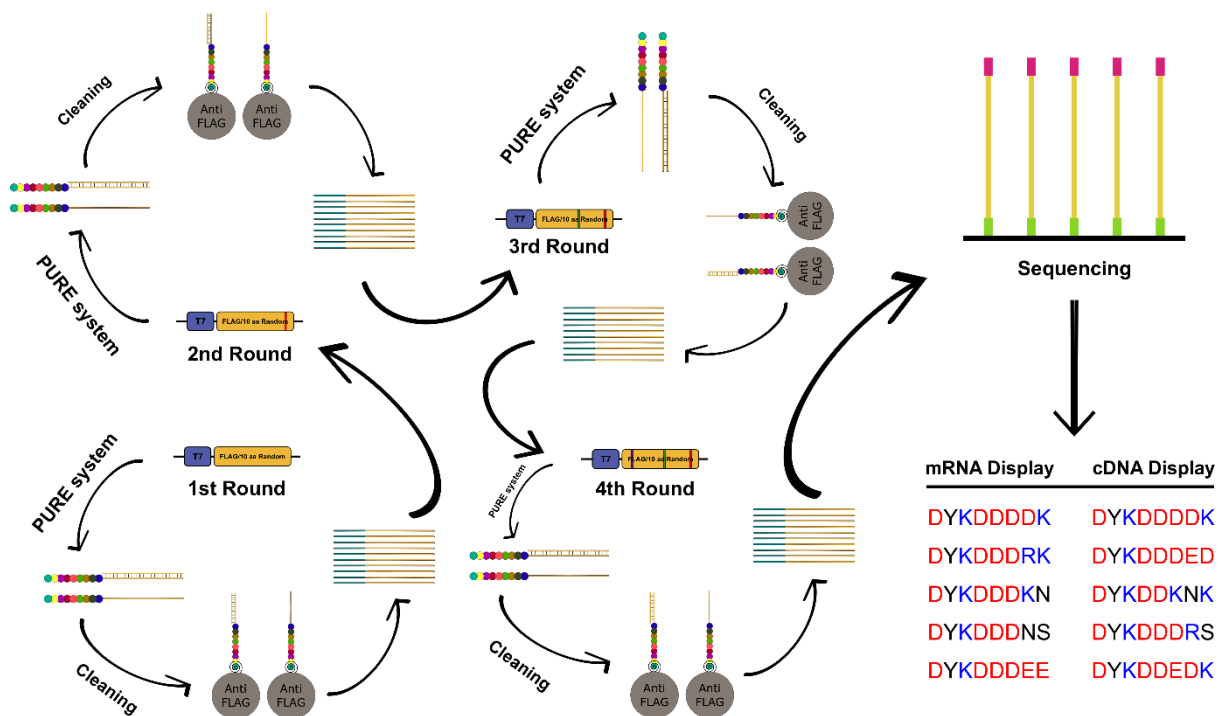 Cleaning
Anti
FLAG
Anti
FLAG
PURE system
T7
FLAG/10 aa Random
2nd Round
PURE system
T7
FLAG/10 aa Random
1st Round
Cleaning
Anti
FLAG
Anti
FLAG
PURE system
Cleaning
T7
FLAG/10 aa Random
3rd Round
Anti
FLAG
Anti
FLAG
T7
FLAG/10 aa Random
4th Round
PURE system
Cleaning
Anti
FLAG
Anti
FLAG
Sequencing
mRNA Display cDNA Display
DYKDDDDK DYKDDDDK
DYKDDDRK DYKDDDED
DYKDDDKN DYKDDKNK
DYKDDDNS DYKDDDRS
DYKDDDEE DYKDDEDK